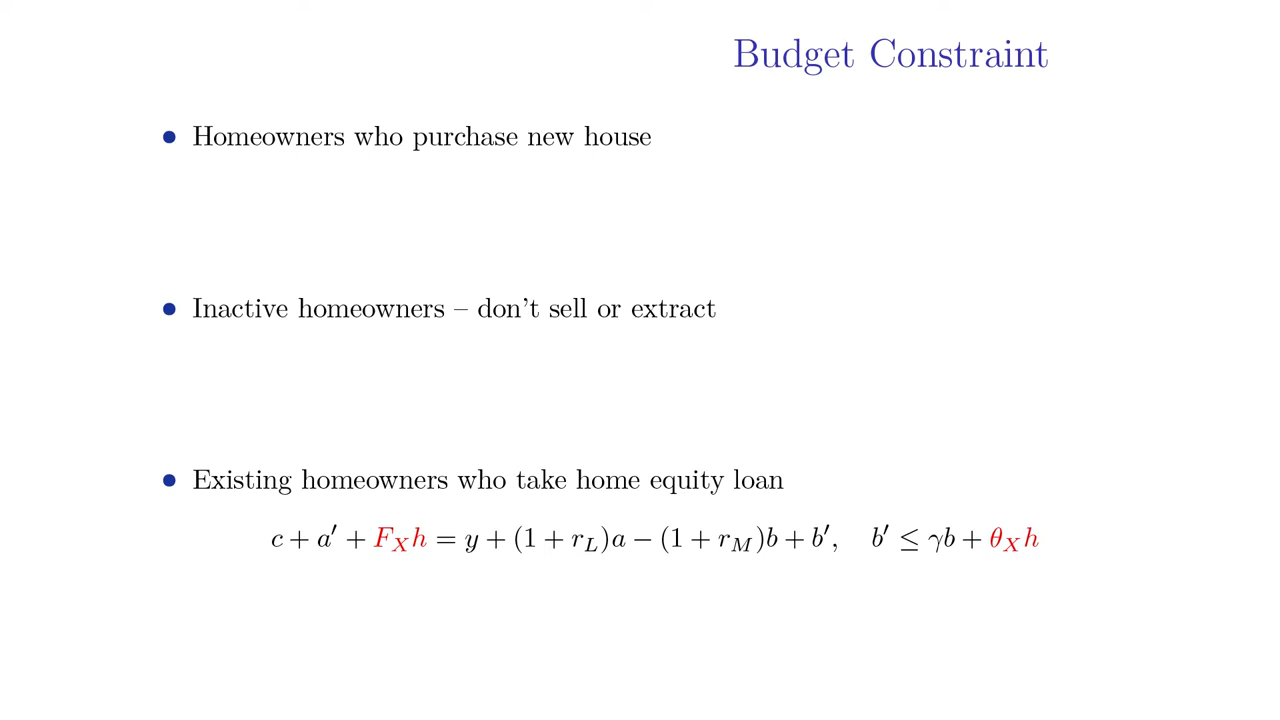 Budget Constraint
• Homeowners who purchase new house
• Inactive homeowners – don't sell or extract
• Existing homeowners who take home equity loan
c + a′ + F_X h = y + (1 + r_L)a − (1 + r_M)b + b′,    b′ ≤ γb + θ_X h